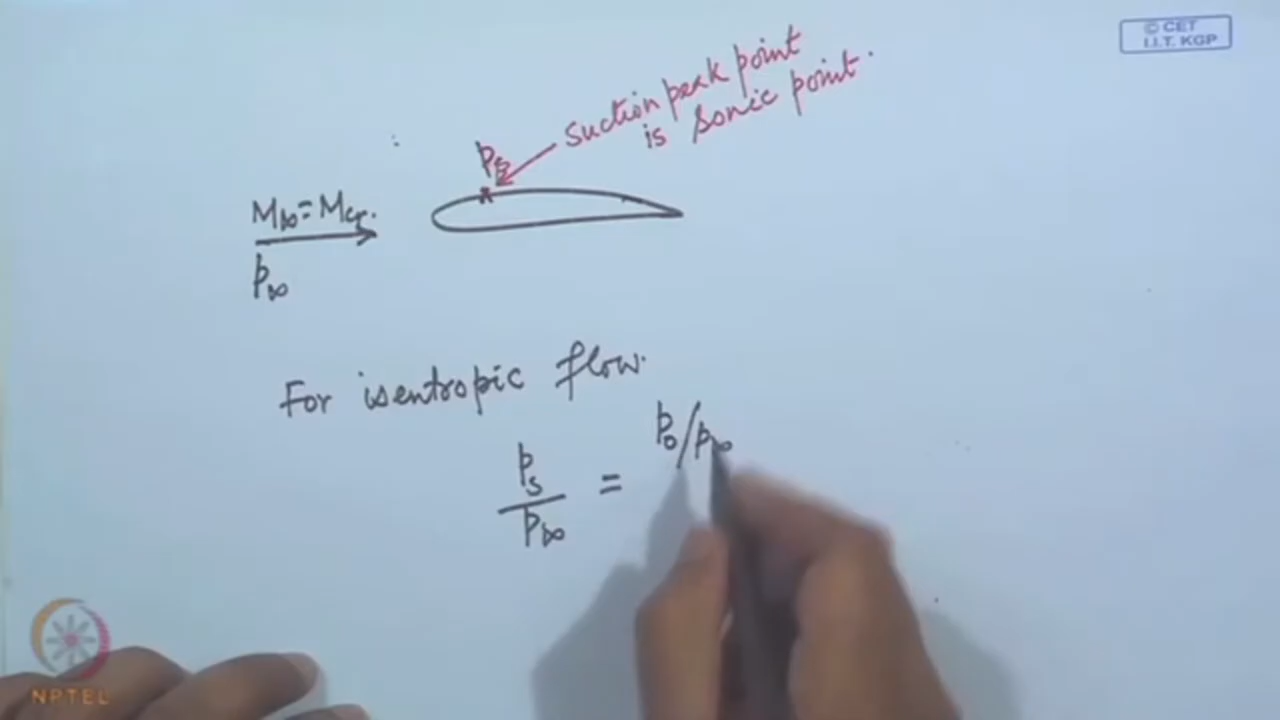 © CET
I.I.T. KGP
suction peak point
is sonic point.
Ps
M∞ = Mcr.
p∞
For isentropic flow.
ps/p∞ = p0/p∞
NPTEL